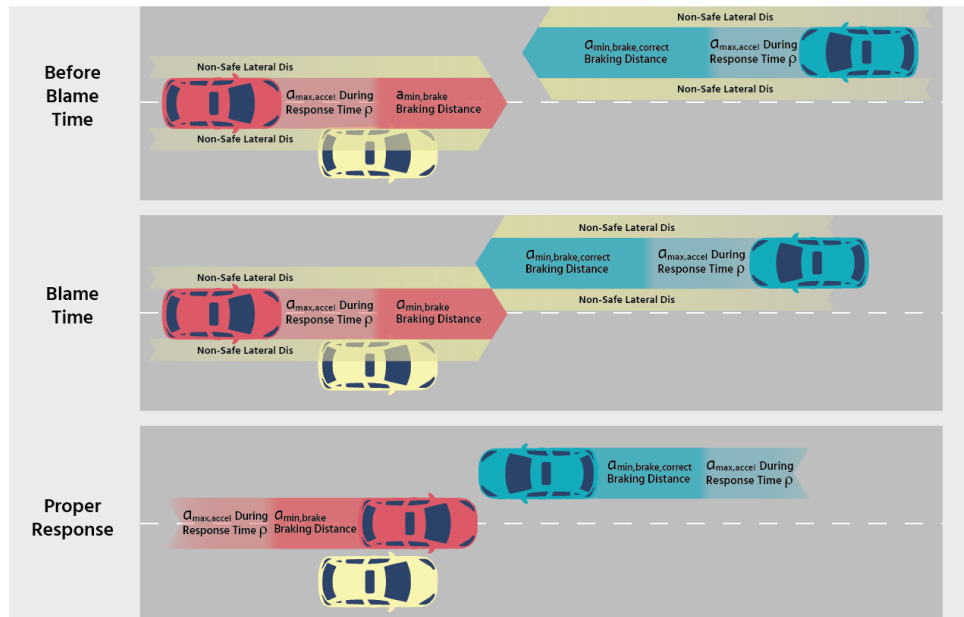 Before
Blame
Time
Non-Safe Lateral Dis
amax,accel During
Response Time ρ
amin,brake
Braking Distance
Non-Safe Lateral Dis
Non-Safe Lateral Dis
amin,brake,correct
Braking Distance
amax,accel During
Response Time ρ
Non-Safe Lateral Dis
Blame
Time
Non-Safe Lateral Dis
amax,accel During
Response Time ρ
amin,brake
Braking Distance
Non-Safe Lateral Dis
Non-Safe Lateral Dis
amin,brake,correct
Braking Distance
amax,accel During
Response Time ρ
Non-Safe Lateral Dis
Proper
Response
amax,accel During
Response Time ρ
amin,brake
Braking Distance
amin,brake,correct
Braking Distance
amax,accel During
Response Time ρ